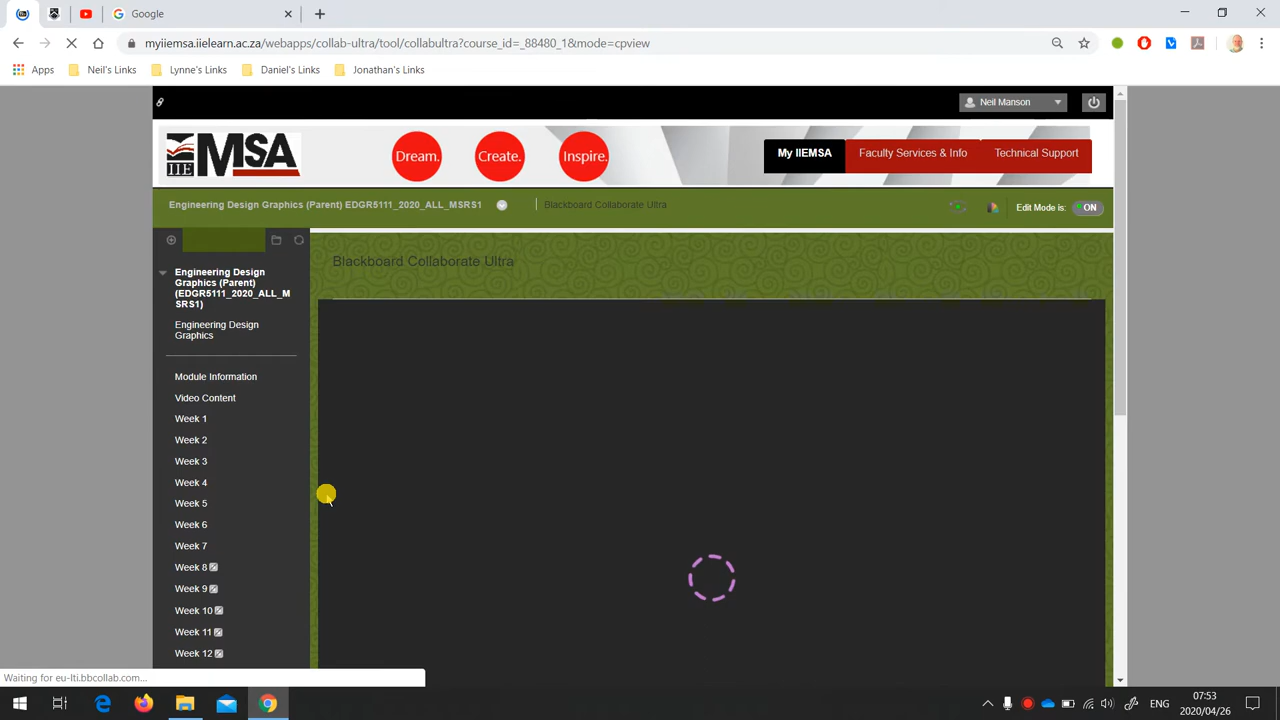 Google
myiiemsa.iielearn.ac.za/webapps/collab-ultra/tool/collabultra?course_id=_88480_1&mode=cpview
Apps
Neil's Links
Lynne's Links
Daniel's Links
Jonathan's Links
Neil Manson
IIE MSA
Dream.
Create.
Inspire.
My IIEMSA
Faculty Services & Info
Technical Support
Engineering Design Graphics (Parent) EDGR5111_2020_ALL_MSRS1
Blackboard Collaborate Ultra
Edit Mode is:
ON
Blackboard Collaborate Ultra
Engineering Design
Graphics (Parent)
(EDGR5111_2020_ALL_M
SRS1)
Engineering Design
Graphics
Module Information
Video Content
Week 1
Week 2
Week 3
Week 4
Week 5
Week 6
Week 7
Week 8
Week 9
Week 10
Week 11
Week 12
Waiting for eu-lti.bbcollab.com...
ENG
07:53
2020/04/26